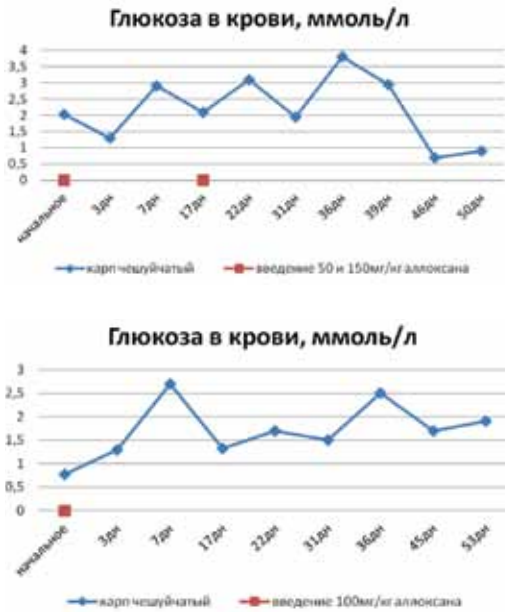 Глюкоза в крови, ммоль/л
4
3,5
3
2,5
2
1,5
1
0,5
0
начальное 3дн 7дн 17дн 22дн 31дн 36дн 39дн 46дн 50дн
карп чешуйчатый введение 50 и 150мг/кг аллоксана
Глюкоза в крови, ммоль/л
3
2,5
2
1,5
1
0,5
0
начальное 3дн 7дн 17дн 22дн 31дн 36дн 45дн 53дн
карп чешуйчатый введение 100мг/кг аллоксана